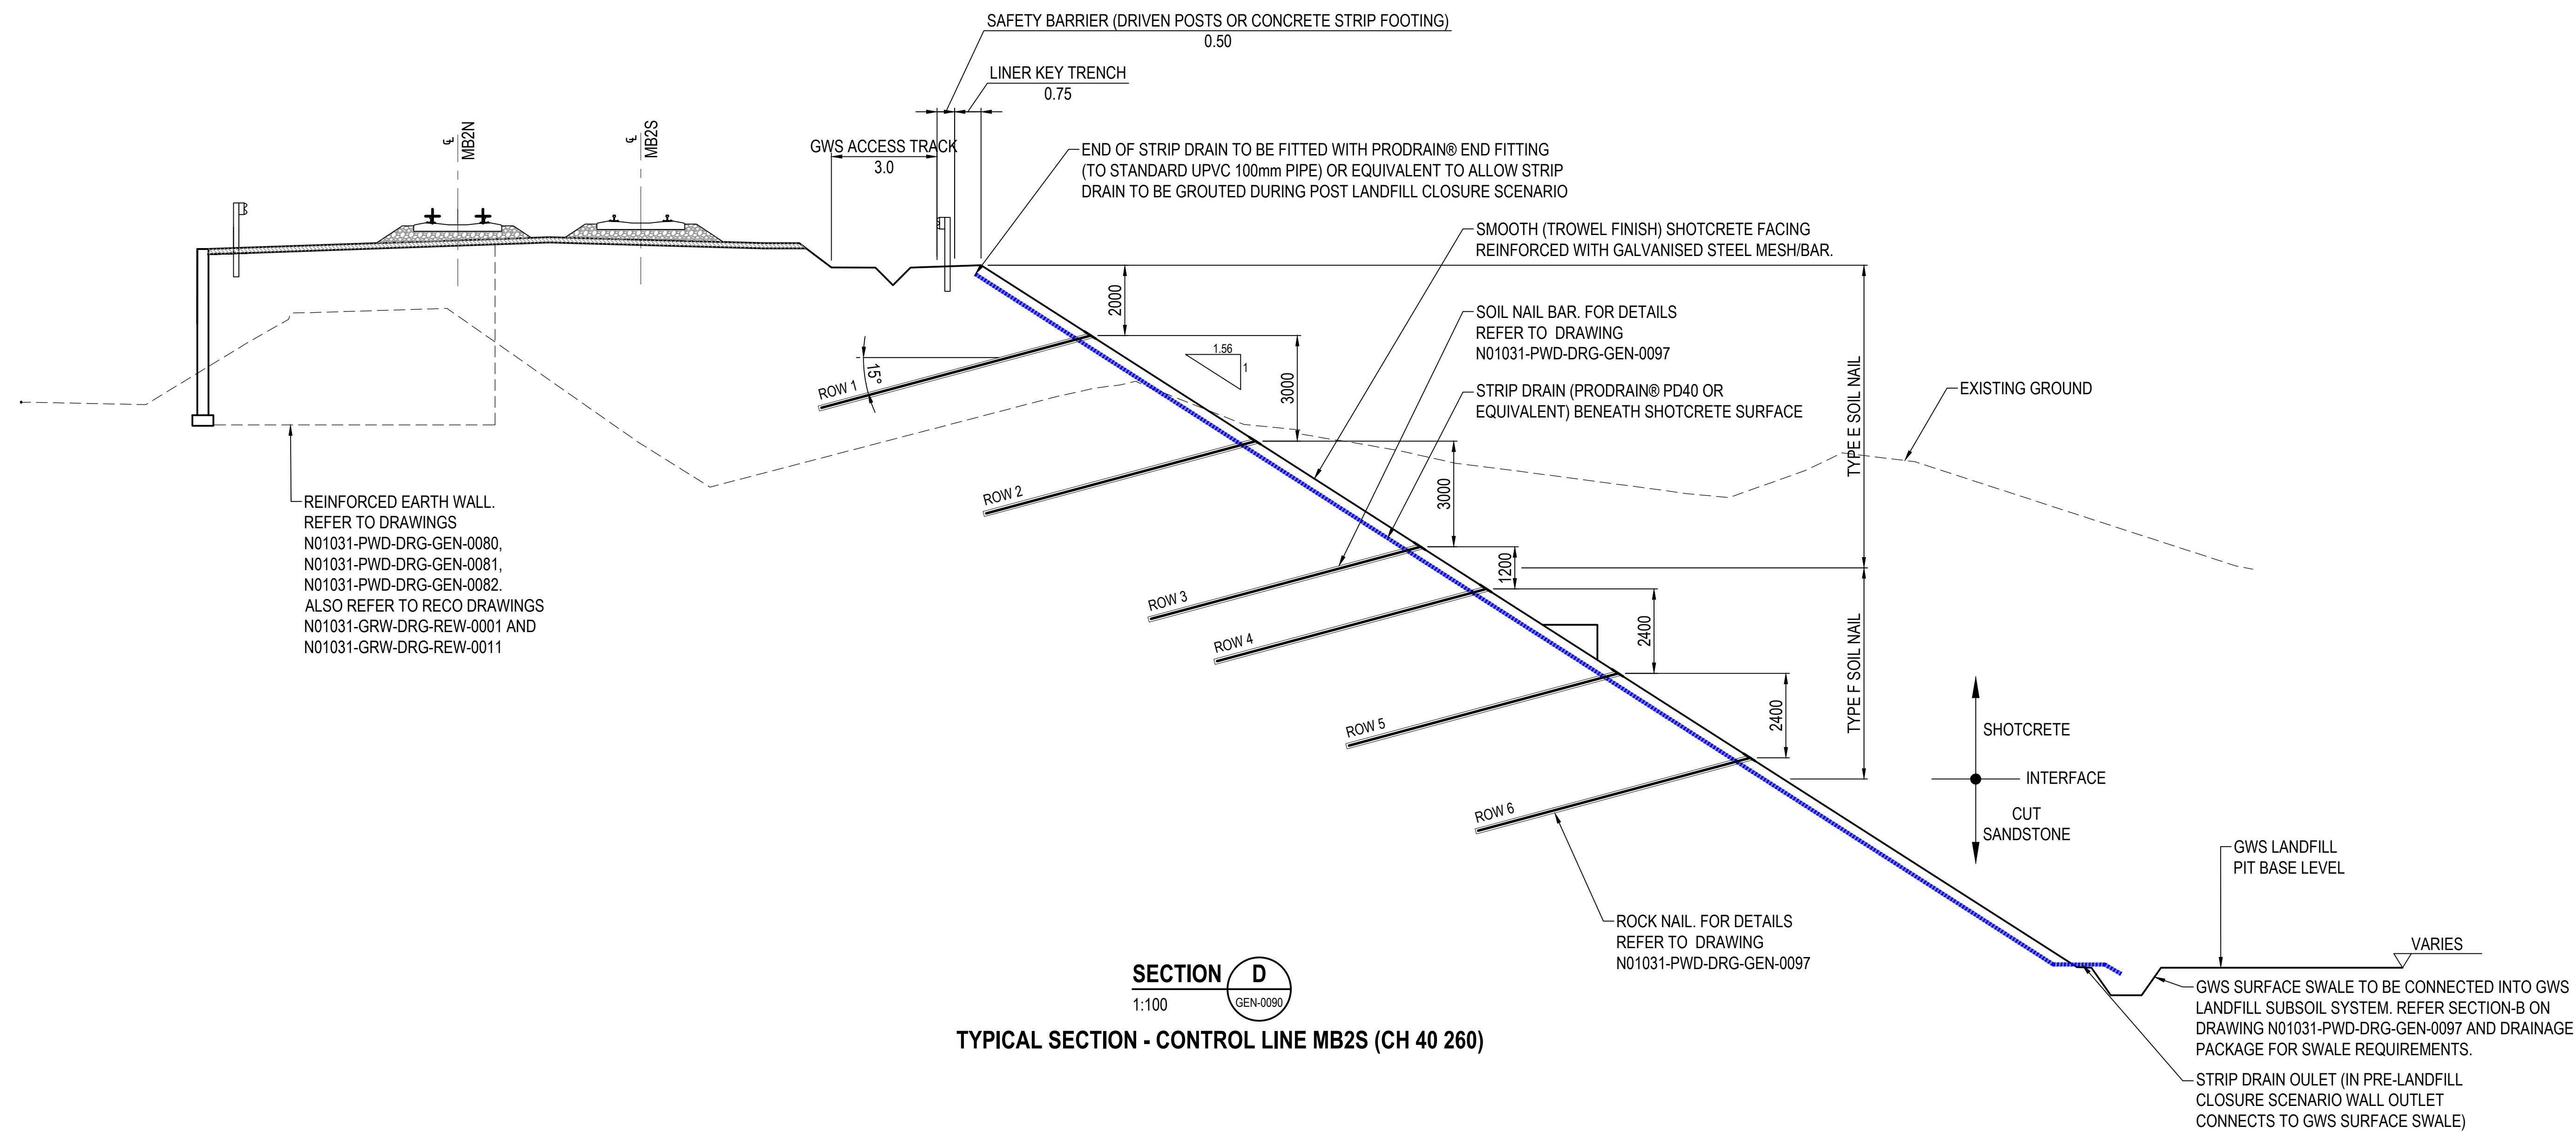 SAFETY BARRIER (DRIVEN POSTS OR CONCRETE STRIP FOOTING)
0.50
LINER KEY TRENCH
0.75
℄
MB2N
℄
MB2S
GWS ACCESS TRACK
3.0
END OF STRIP DRAIN TO BE FITTED WITH PRODRAIN® END FITTING
(TO STANDARD UPVC 100mm PIPE) OR EQUIVALENT TO ALLOW STRIP
DRAIN TO BE GROUTED DURING POST LANDFILL CLOSURE SCENARIO
SMOOTH (TROWEL FINISH) SHOTCRETE FACING
REINFORCED WITH GALVANISED STEEL MESH/BAR.
SOIL NAIL BAR. FOR DETAILS
REFER TO DRAWING
N01031-PWD-DRG-GEN-0097
STRIP DRAIN (PRODRAIN® PD40 OR
EQUIVALENT) BENEATH SHOTCRETE SURFACE
EXISTING GROUND
2000
3000
3000
1200
2400
2400
1.56
1
15°
ROW 1
ROW 2
ROW 3
ROW 4
ROW 5
ROW 6
TYPE E SOIL NAIL
TYPE F SOIL NAIL
REINFORCED EARTH WALL.
REFER TO DRAWINGS
N01031-PWD-DRG-GEN-0080,
N01031-PWD-DRG-GEN-0081,
N01031-PWD-DRG-GEN-0082.
ALSO REFER TO RECO DRAWINGS
N01031-GRW-DRG-REW-0001 AND
N01031-GRW-DRG-REW-0011
SHOTCRETE
INTERFACE
CUT
SANDSTONE
GWS LANDFILL
PIT BASE LEVEL
VARIES
ROCK NAIL. FOR DETAILS
REFER TO DRAWING
N01031-PWD-DRG-GEN-0097
GWS SURFACE SWALE TO BE CONNECTED INTO GWS
LANDFILL SUBSOIL SYSTEM. REFER SECTION-B ON
DRAWING N01031-PWD-DRG-GEN-0097 AND DRAINAGE
PACKAGE FOR SWALE REQUIREMENTS.
STRIP DRAIN OULET (IN PRE-LANDFILL
CLOSURE SCENARIO WALL OUTLET
CONNECTS TO GWS SURFACE SWALE)
SECTION D
1:100 GEN-0090
TYPICAL SECTION - CONTROL LINE MB2S (CH 40 260)